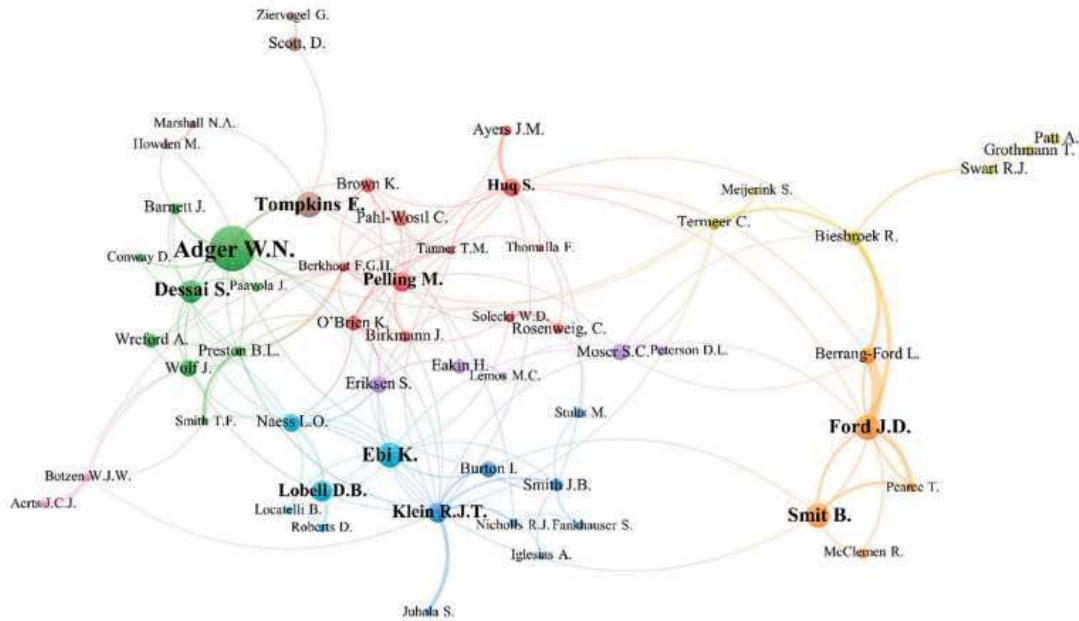 Ziervogel G.
Scott, D.
Marshall N.A.
Howden M.
Ayers J.M.
Patt A.
Grothmann T.
Swart R.J.
Brown K.
Huq S.
Meijerink S.
Tompkins E.
Barnett J.
Pahl-Wostl C.
Termeer C.
Biesbroek R.
Adger W.N.
Tanner T.M.
Thomalla F.
Conway D.
Berkhout F.G.H.
Pelling M.
Dessai S.
Paavola J.
Solecki W.D.
O'Brien K.
Rosenweig, C.
Birkmann J.
Wreford A.
Preston B.L.
Moser S.C.
Peterson D.L.
Berrang-Ford L.
Wolf J.
Eakin H.
Lemos M.C.
Eriksen S.
Smith T.F.
Naess L.O.
Stults M.
Ford J.D.
Ebi K.
Burton I.
Botzen W.J.W.
Smith J.B.
Pearce T.
Lobell D.B.
Aerts J.C.J.
Locatelli B.
Klein R.J.T.
Smit B.
Roberts D.
Nicholls R.J.
Fankhauser S.
Iglesias A.
McClemen R.
Juhola S.